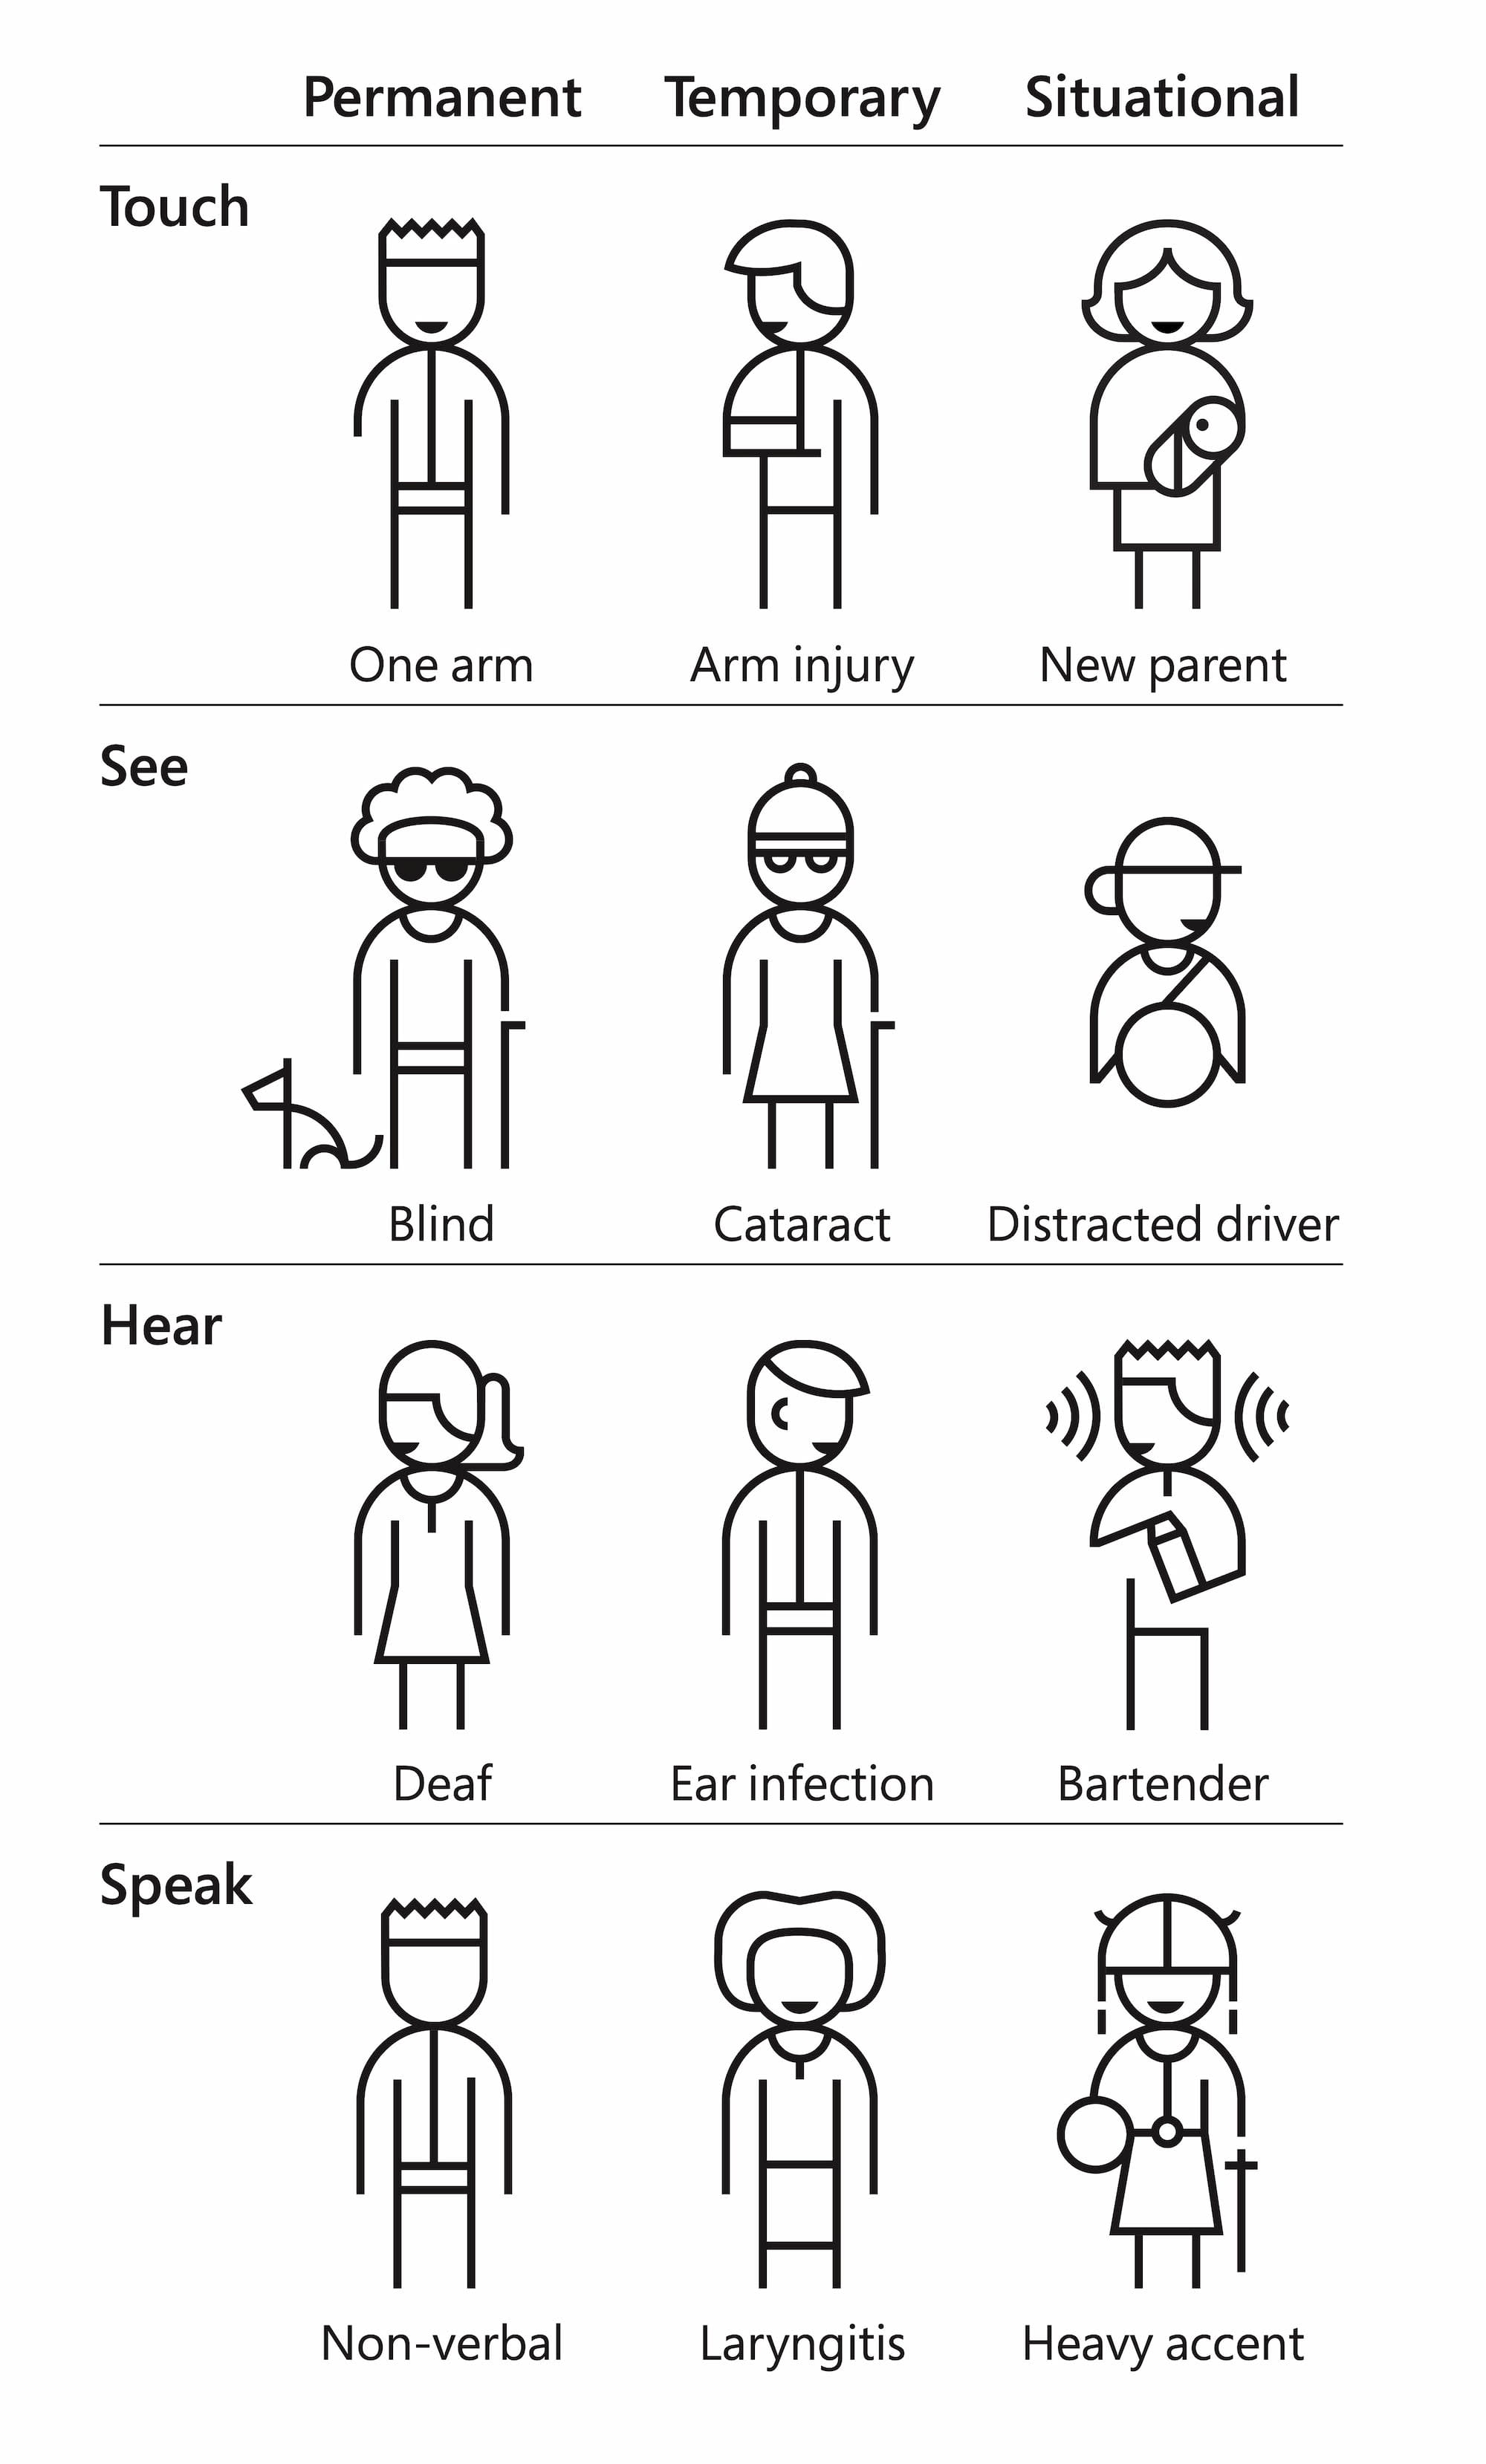 Permanent Temporary Situational
Touch
One arm Arm injury New parent
See
Blind Cataract Distracted driver
Hear
Deaf Ear infection Bartender
Speak
Non-verbal Laryngitis Heavy accent